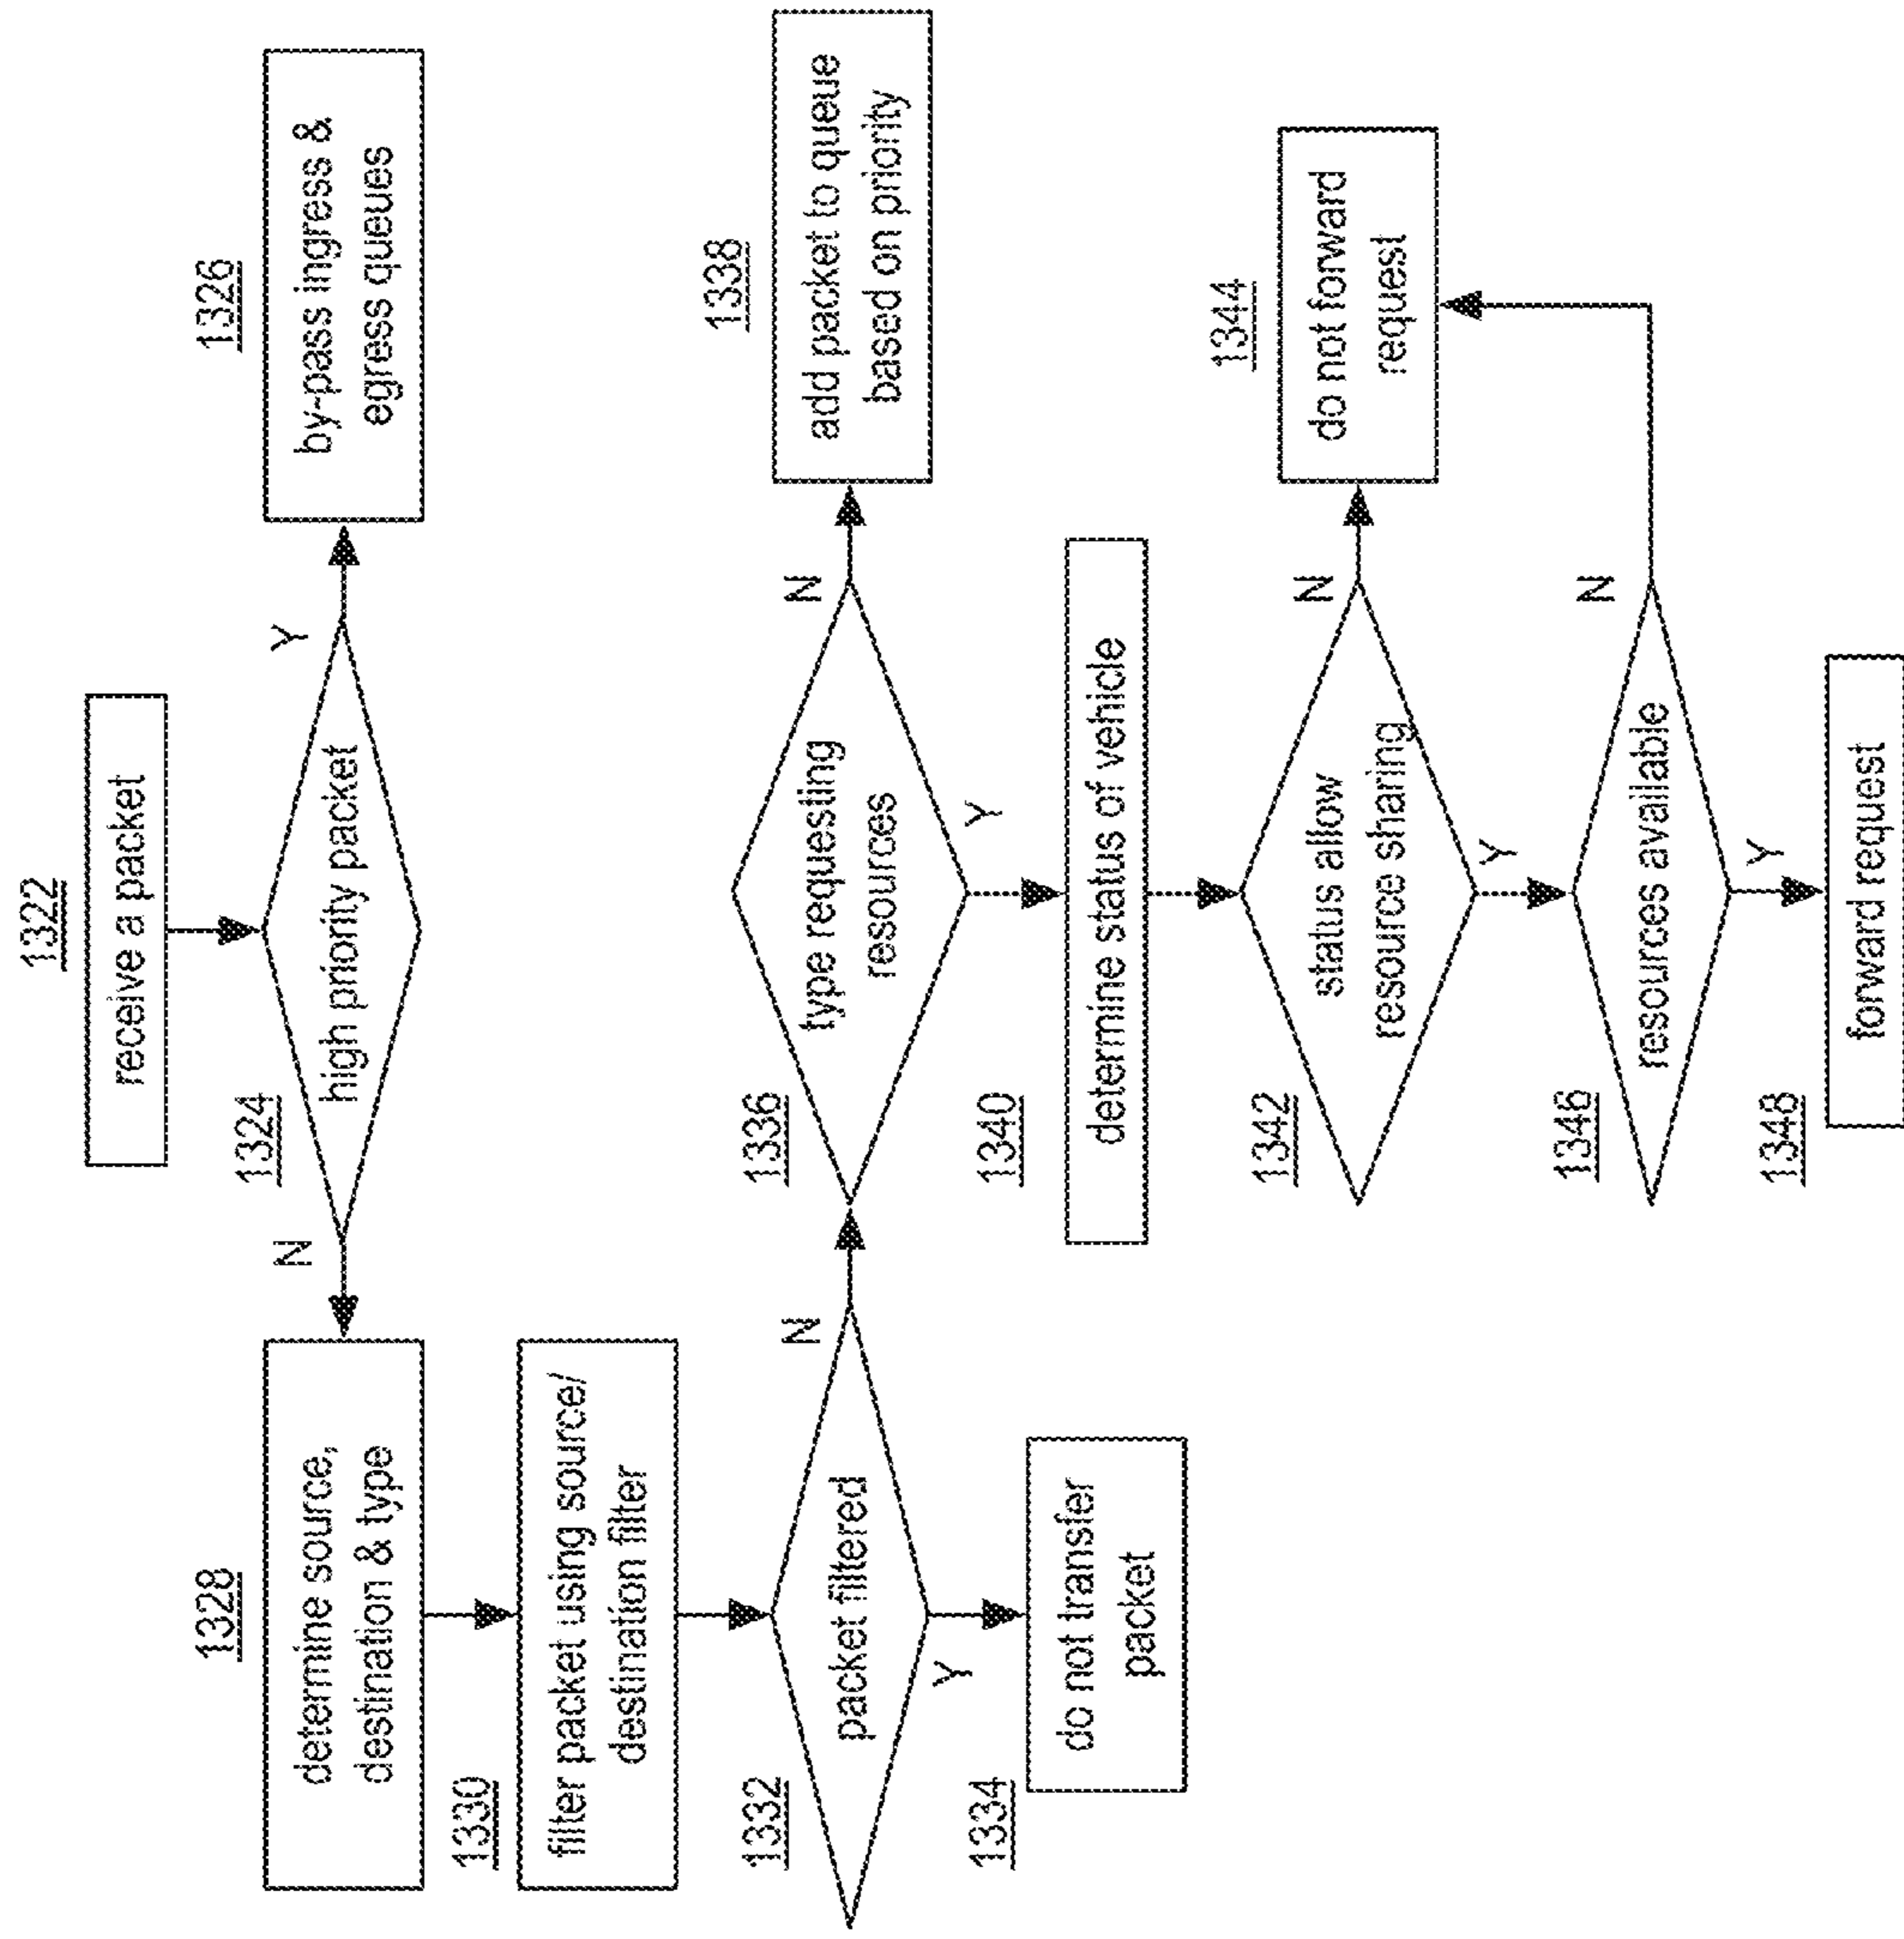 1322
receive a packet
1324
high priority packet
N
Y
1326
by-pass ingress &
egress queues
1328
determine source,
destination & type
1330
filter packet using source/
destination filter
1332
packet filtered
N
Y
1334
do not transfer
packet
1336
type requesting
resources
N
Y
1338
add packet to queue
based on priority
1340
determine status of vehicle
1342
status allow
resource sharing
N
Y
1344
do not forward
request
1346
resources available
N
Y
1348
forward request